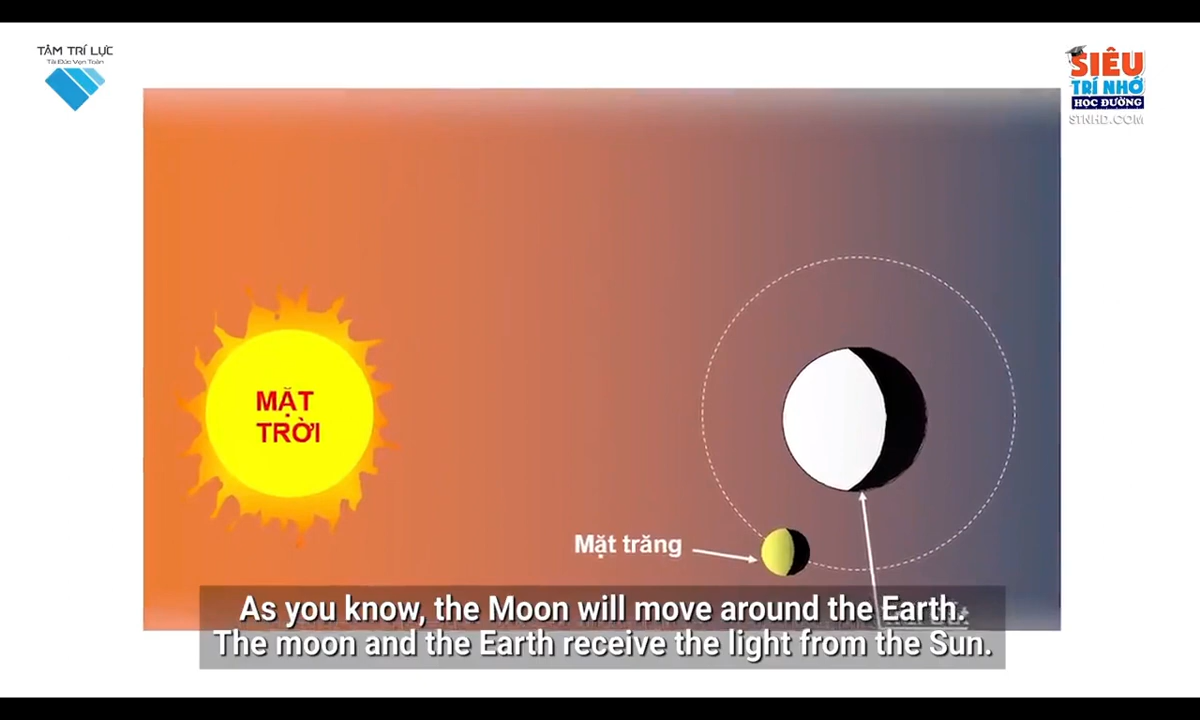 TÂM TRÍ LỰC
Tài Đức Vẹn Toàn
SIÊU
TRÍ NHỚ
HỌC ĐƯỜNG
STNHD.COM
MẶT
TRỜI
Mặt trăng
As you know, the Moon will move around the Earth.
The moon and the Earth receive the light from the Sun.